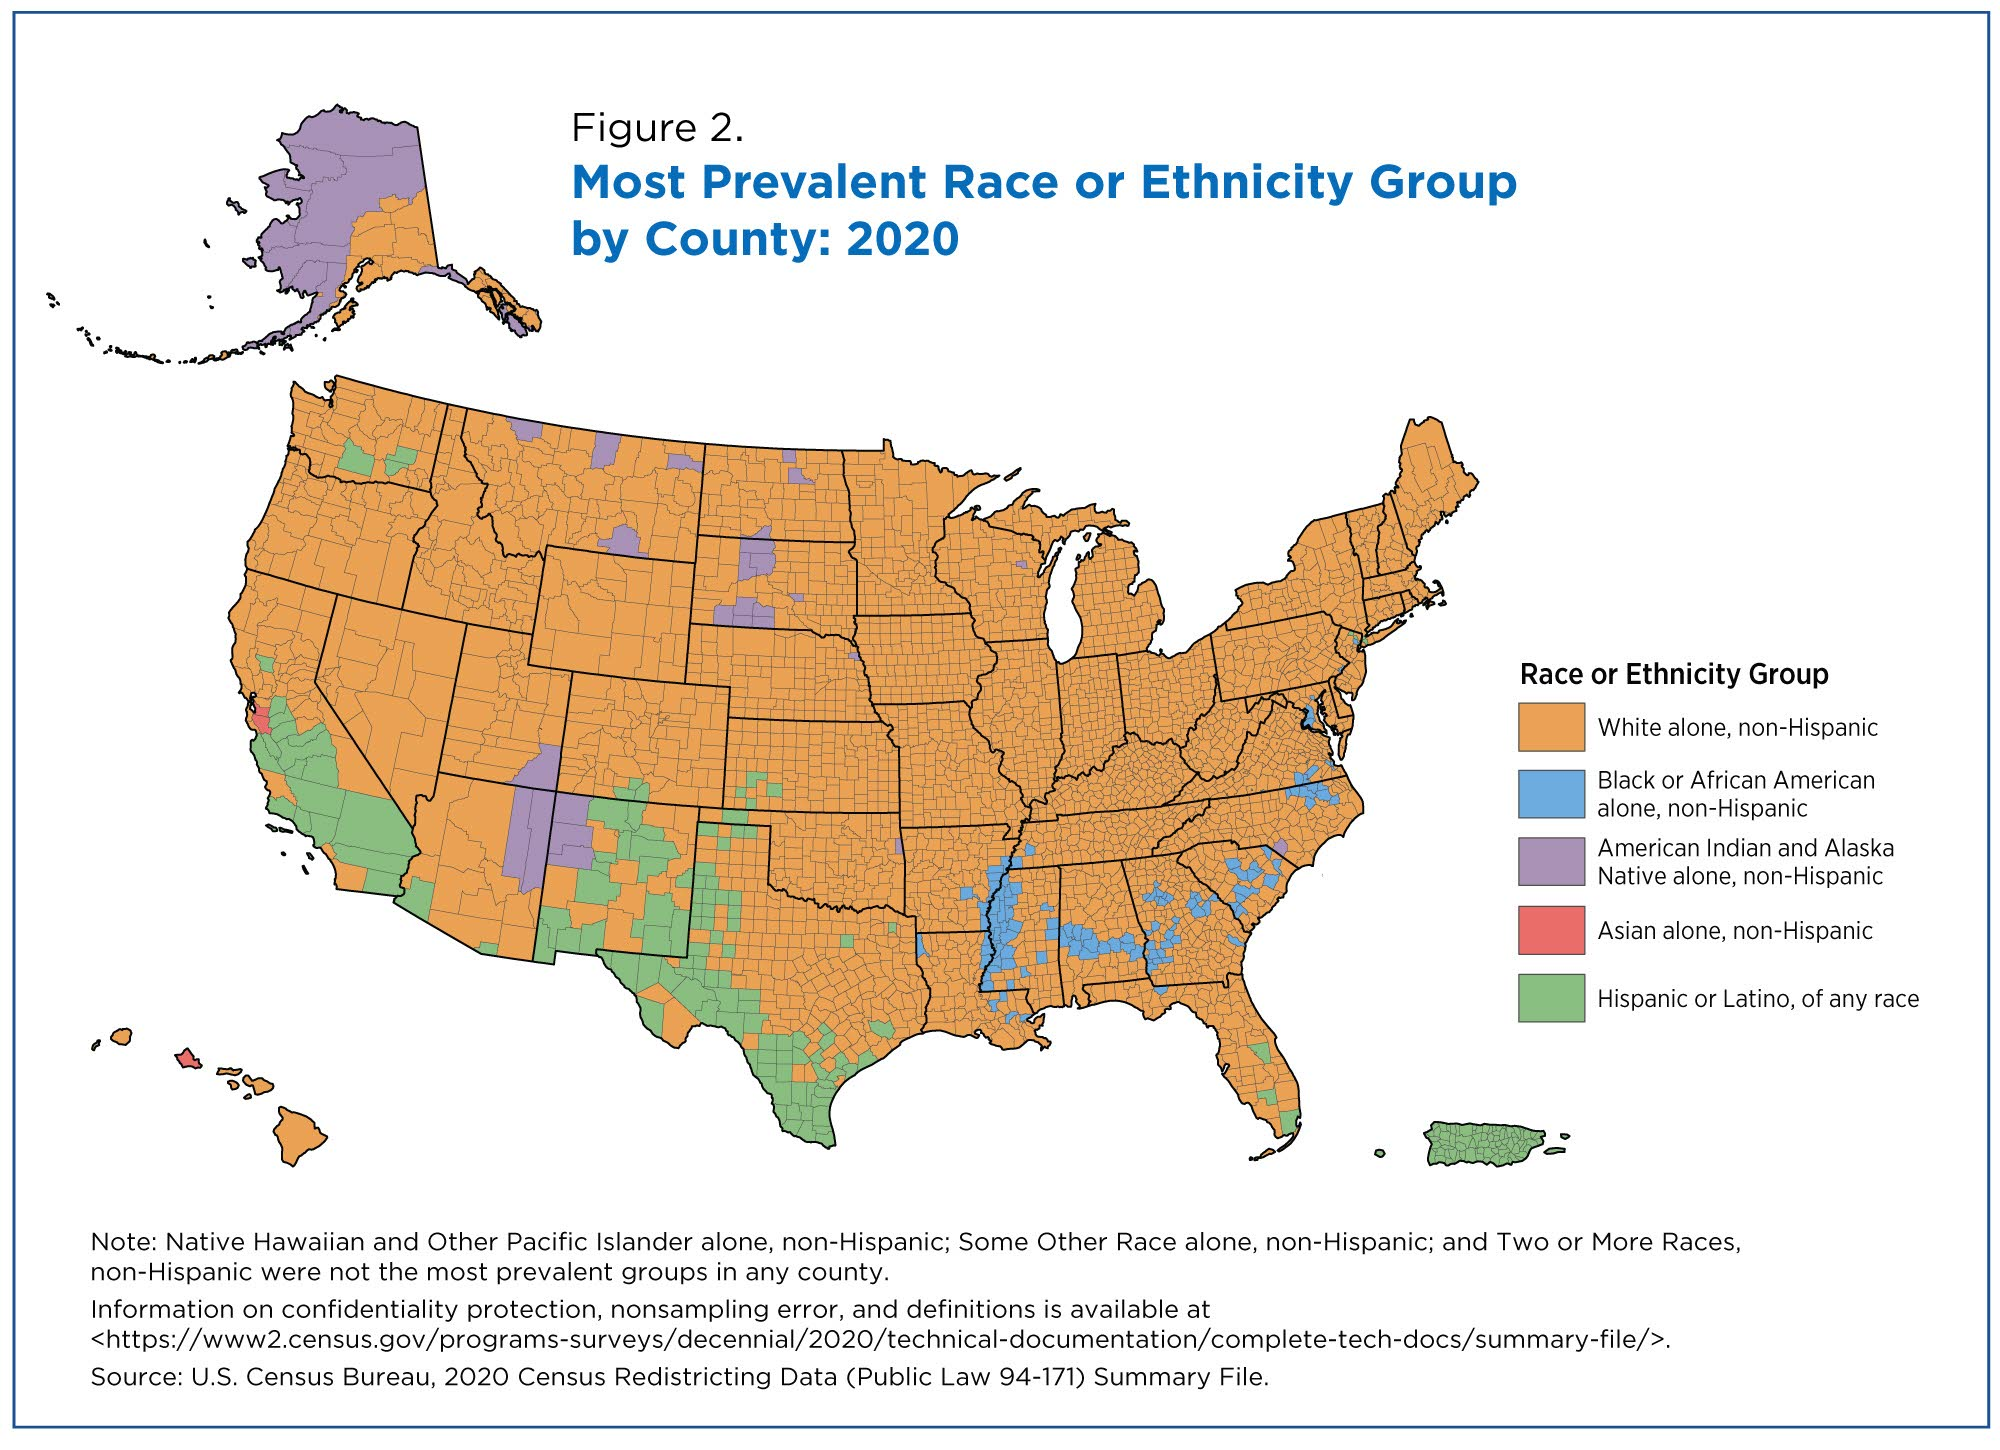 Figure 2.
Most Prevalent Race or Ethnicity Group
by County: 2020
Race or Ethnicity Group
White alone, non-Hispanic
Black or African American
alone, non-Hispanic
American Indian and Alaska
Native alone, non-Hispanic
Asian alone, non-Hispanic
Hispanic or Latino, of any race
Note: Native Hawaiian and Other Pacific Islander alone, non-Hispanic; Some Other Race alone, non-Hispanic; and Two or More Races,
non-Hispanic were not the most prevalent groups in any county.
Information on confidentiality protection, nonsampling error, and definitions is available at
<https://www2.census.gov/programs-surveys/decennial/2020/technical-documentation/complete-tech-docs/summary-file/>.
Source: U.S. Census Bureau, 2020 Census Redistricting Data (Public Law 94-171) Summary File.